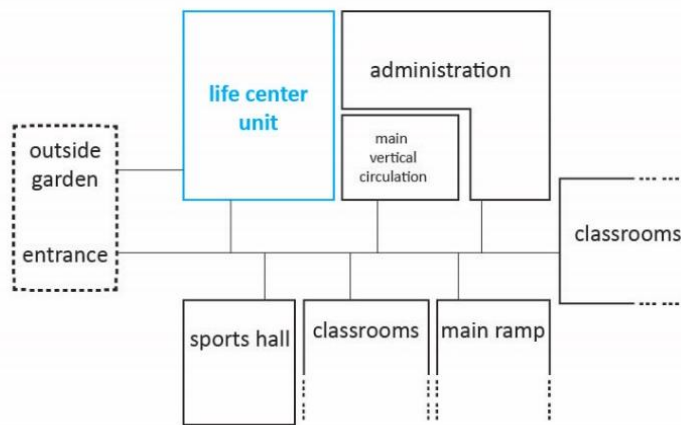 life center
unit
administration
main
vertical
circulation
outside
garden
entrance
classrooms
sports hall
classrooms
main ramp